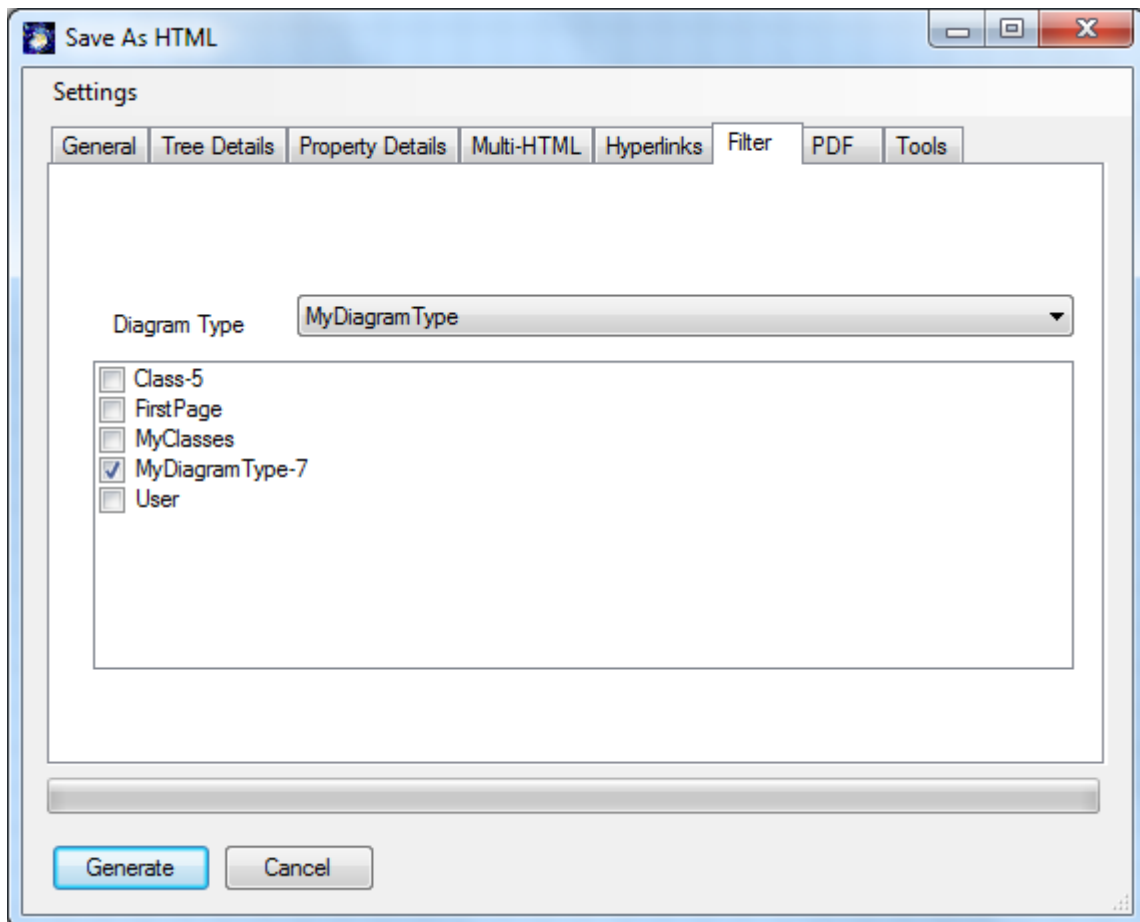 Save As HTML
Settings
General Tree Details Property Details Multi-HTML Hyperlinks Filter PDF Tools
Diagram Type MyDiagramType
Class-5
FirstPage
MyClasses
MyDiagramType-7
User
Generate Cancel